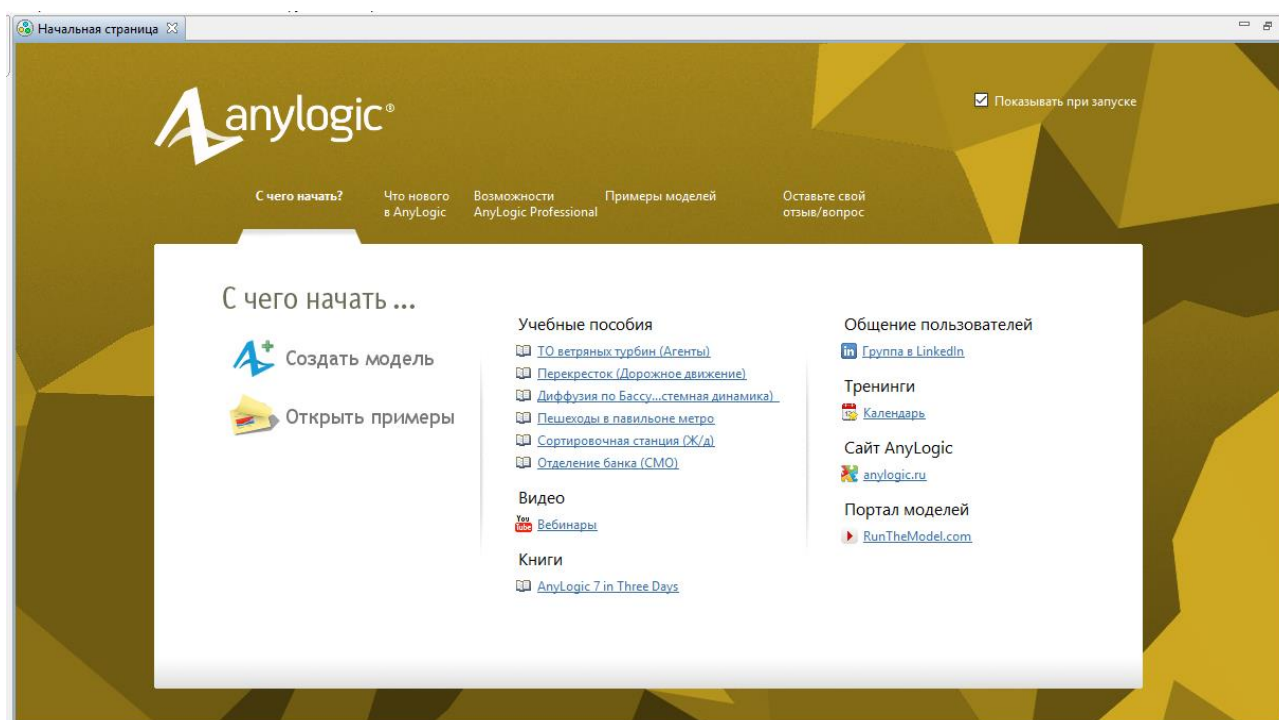 Начальная страница
anylogic®
Показывать при запуске
С чего начать?
Что нового
в AnyLogic
Возможности
AnyLogic Professional
Примеры моделей
Оставьте свой
отзыв/вопрос
С чего начать ...
Создать модель
Открыть примеры
Учебные пособия
ТО ветряных турбин (Агенты)
Перекресток (Дорожное движение)
Диффузия по Бассу...стемная динамика)
Пешеходы в павильоне метро
Сортировочная станция (Ж/д)
Отделение банка (СМО)
Видео
You Tube Вебинары
Книги
AnyLogic 7 in Three Days
Общение пользователей
in Группа в LinkedIn
Тренинги
Календарь
Сайт AnyLogic
anylogic.ru
Портал моделей
RunTheModel.com